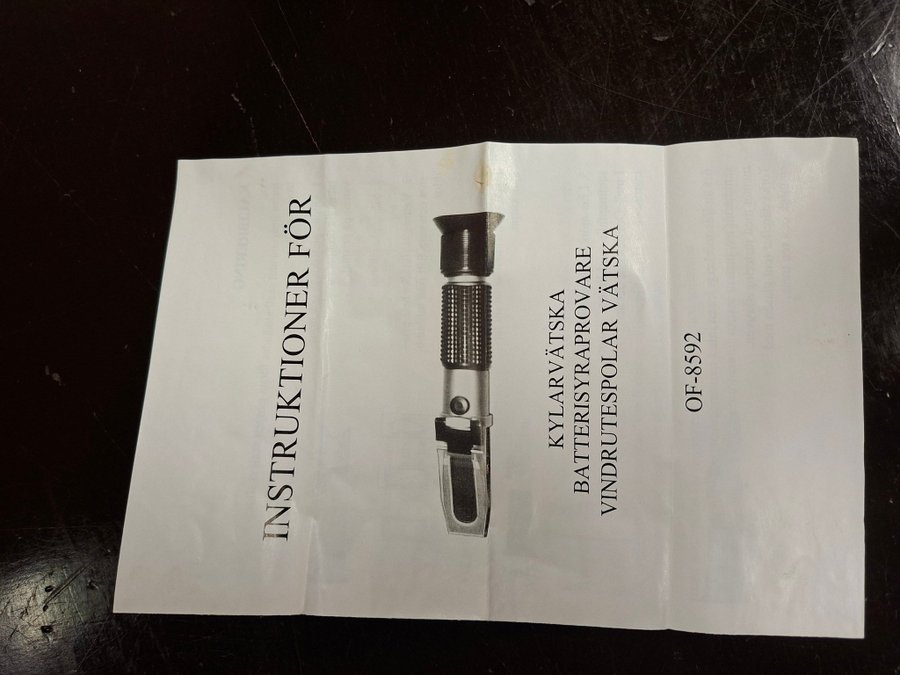 INSTRUKTIONER FÖR
KYLARVÄTSKA
BATTERISYRAPROVARE
VINDRUTESPOLAR VÄTSKA
OF-8592